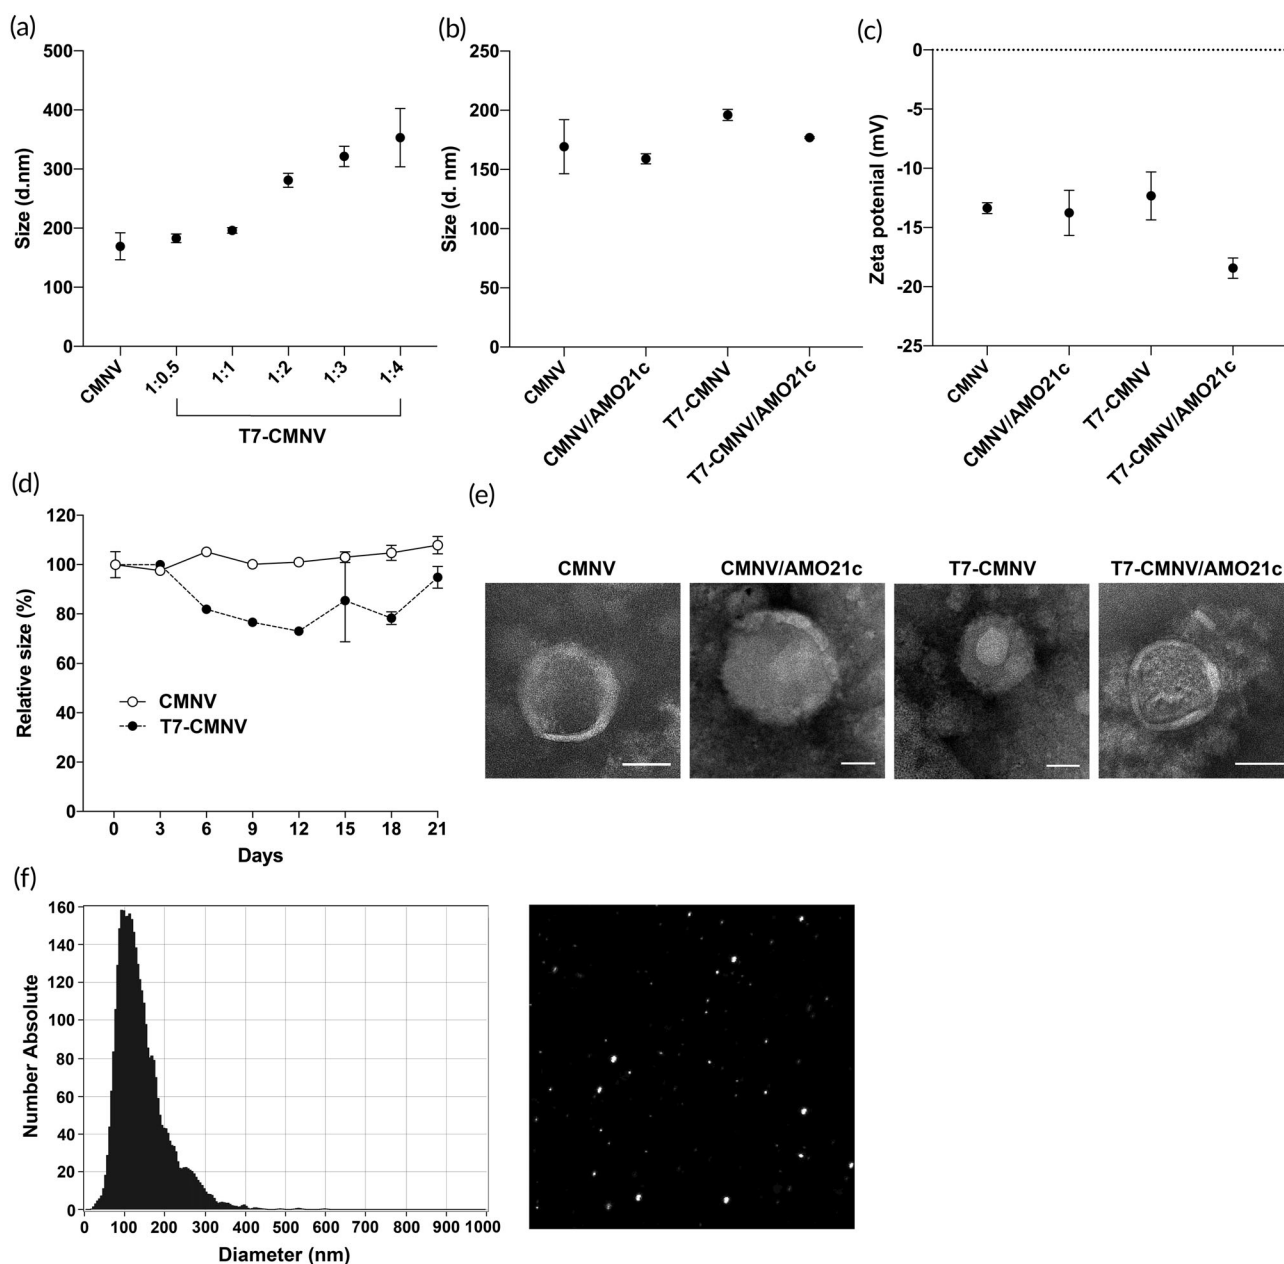 (a)
500
400
300
200
100
0
Size (d.nm)
CMNV
1:0.5
1:1
1:2
1:3
1:4
T7-CMNV
(b)
250
200
150
100
50
0
Size (d. nm)
CMNV
CMNV//AMO21c
T7-CMNV
T7-CMNV//AMO21c
(c)
0
-5
-10
-15
-20
-25
Zeta potenial (mV)
CMNV
CMNV//AMO21c
T7-CMNV
T7-CMNV//AMO21c
(d)
120
100
80
60
40
20
0
Relative size (%)
CMNV
T7-CMNV
0 3 6 9 12 15 18 21
Days
(e)
CMNV
CMNV/AMO21c
T7-CMNV
T7-CMNV/AMO21c
(f)
160
140
120
100
80
60
40
20
0
Number Absolute
0 100 200 300 400 500 600 700 800 900 1000
Diameter (nm)